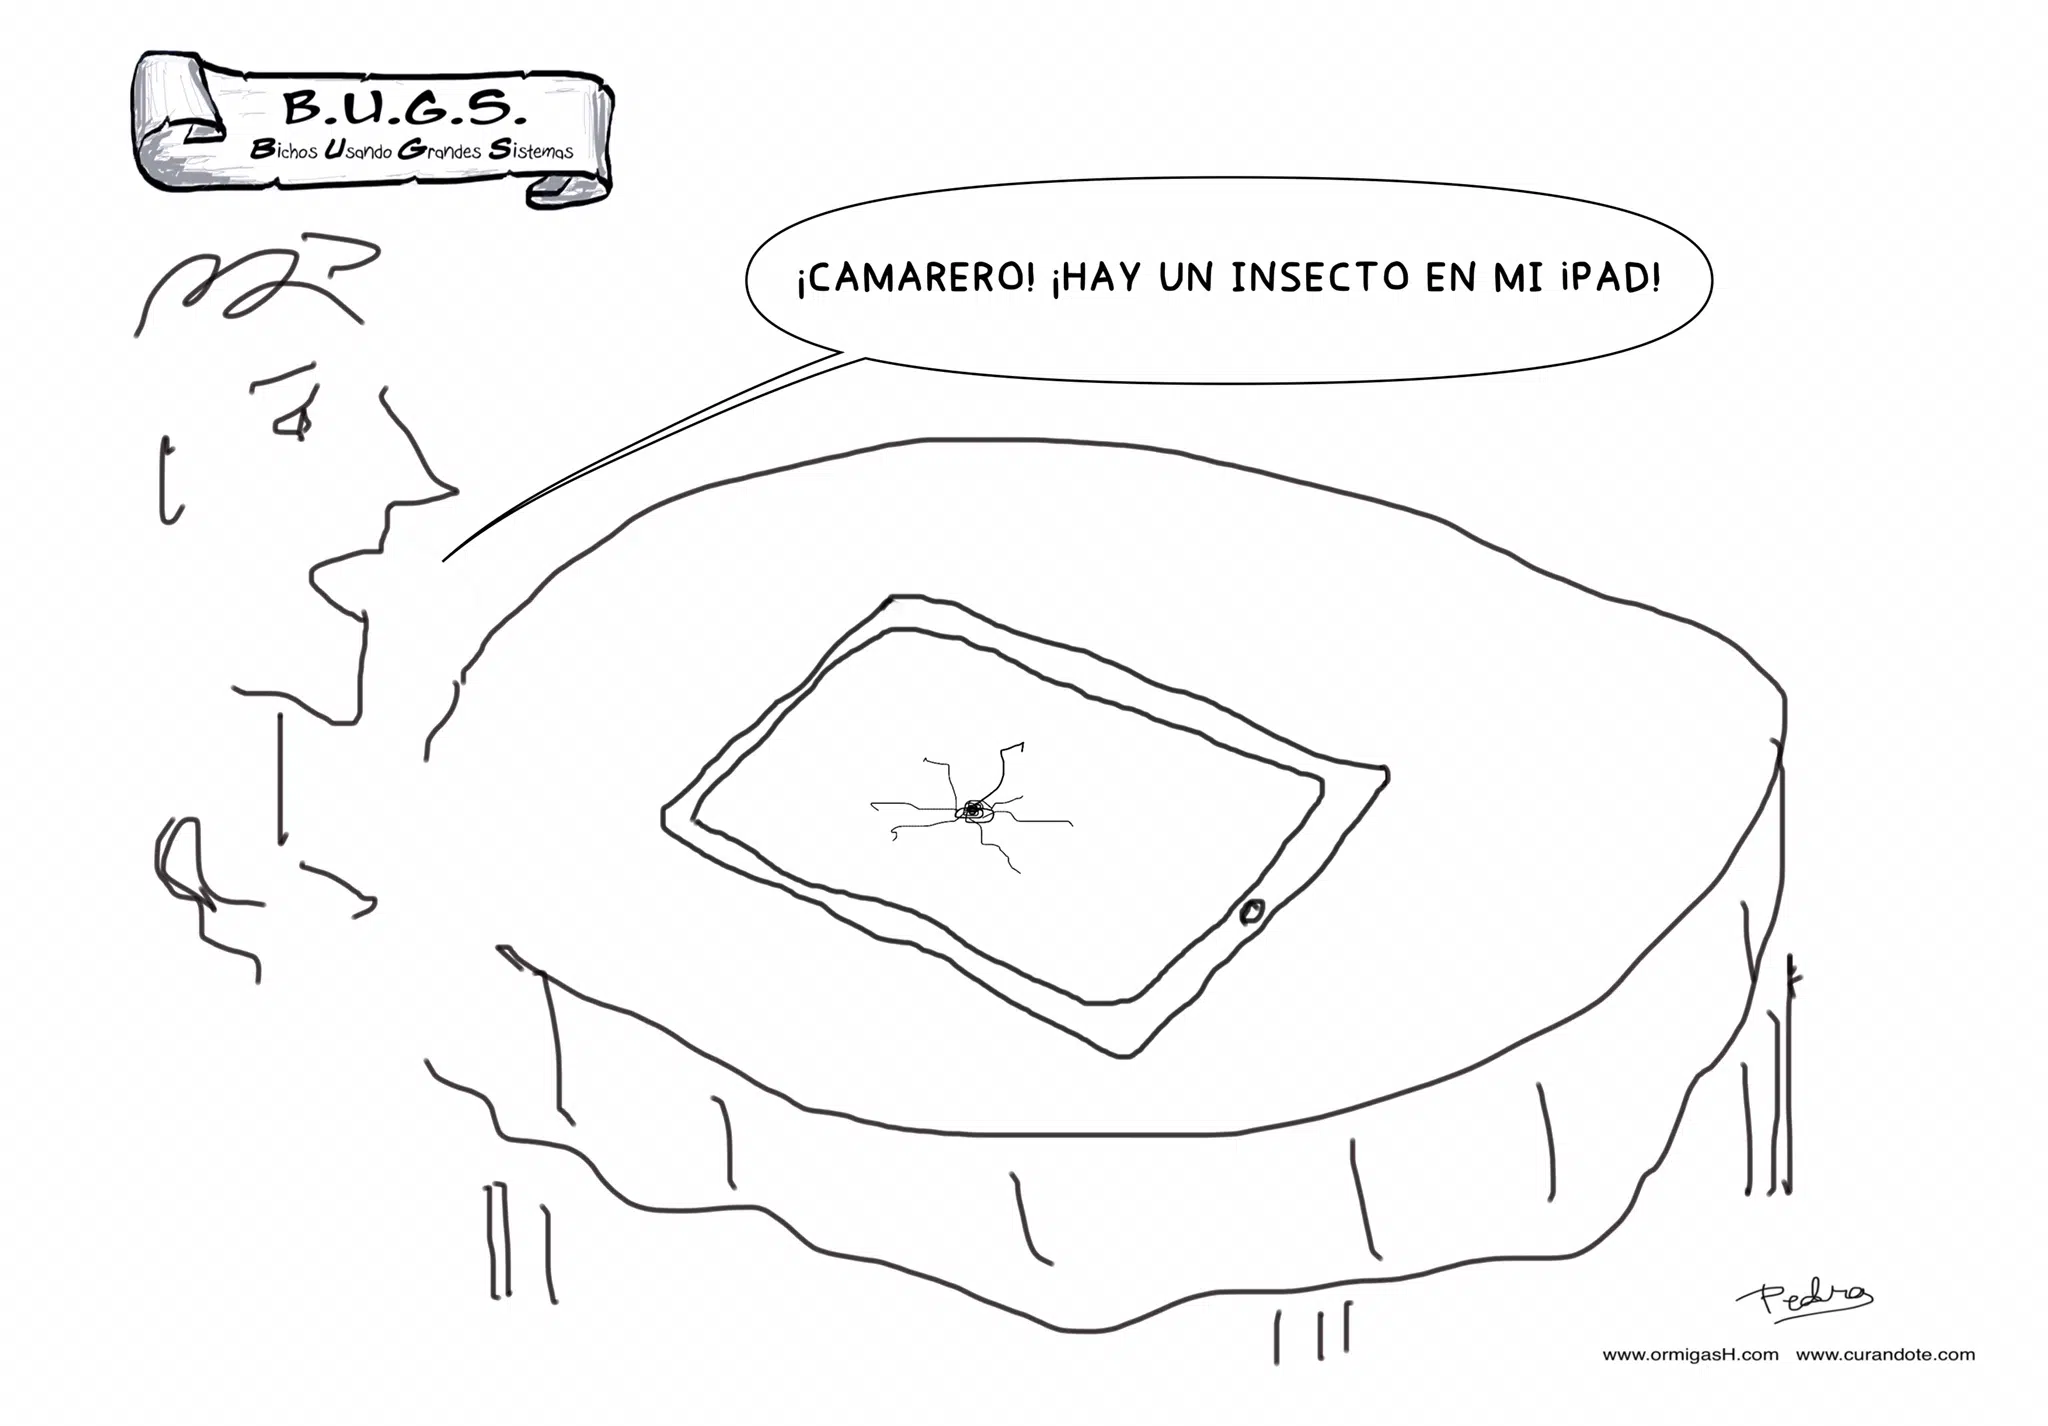 B.U.G.S.
Bichos Usando Grandes Sistemas
¡CAMARERO! ¡HAY UN INSECTO EN MI iPAD!
Pedro
www.ormigasH.com www.curandote.com